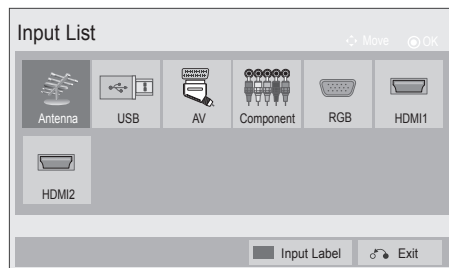 Input List
Move OK
Antenna USB AV Component RGB HDMI1
HDMI2
Input Label Exit